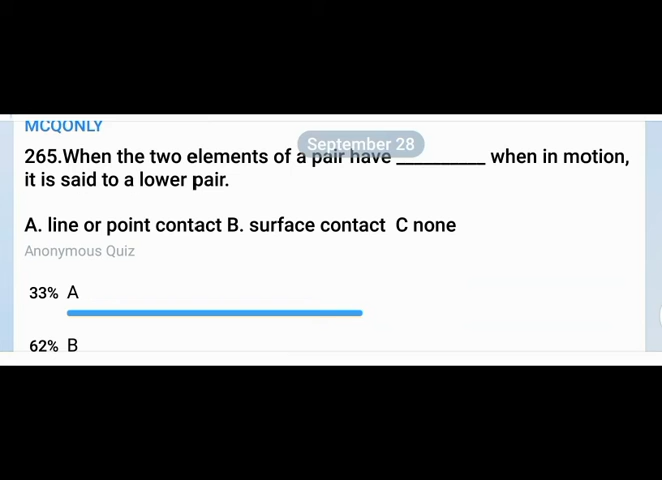 MCQONLY
September 28
265.When the two elements of a pair have __________ when in motion,
it is said to a lower pair.
A. line or point contact B. surface contact C none
Anonymous Quiz
33% A
62% B